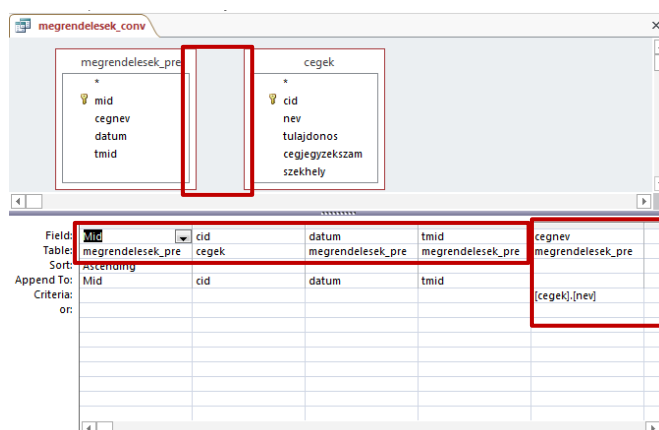 megrendelesek_conv
megrendelesek_pre
*
mid
cegnev
datum
tmid
cegek
*
cid
nev
tulajdonos
cegjegyzekszam
szekhely
Field: Mid cid datum tmid cegnev
Table: megrendelesek_pre cegek megrendelesek_pre megrendelesek_pre megrendelesek_pre
Sort: Ascending
Append To: Mid cid datum tmid
Criteria: [cegek].[nev]
or: